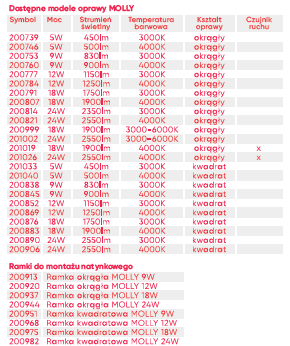 Dostępne modele oprawy MOLLY
Symbol Moc Strumień świetlny Temperatura barwowa Kształt oprawy Czujnik ruchu
200739 5W 450lm 3000K okrągły
200746 5W 500lm 4000K okrągły
200753 9W 830lm 3000K okrągły
200760 9W 900lm 4000K okrągły
200777 12W 1150lm 3000K okrągły
200784 12W 1250lm 4000K okrągły
200791 18W 1750lm 3000K okrągły
200807 18W 1900lm 4000K okrągły
200814 24W 2350lm 3000K okrągły
200821 24W 2550lm 4000K okrągły
200999 18W 1900lm 3000-6000K okrągły
201002 24W 2550lm 3000-6000K okrągły
201019 18W 1900lm 4000K okrągły x
201026 24W 2550lm 4000K okrągły x
201033 5W 450lm 3000K kwadrat
201040 5W 500lm 4000K kwadrat
200838 9W 830lm 3000K kwadrat
200845 9W 900lm 4000K kwadrat
200852 12W 1150lm 3000K kwadrat
200869 12W 1250lm 4000K kwadrat
200876 18W 1750lm 3000K kwadrat
200883 18W 1900lm 4000K kwadrat
200890 24W 2550lm 3000K kwadrat
200906 24W 2550lm 4000K kwadrat
Ramki do montażu natynkowego
200913 Ramka okrągła MOLLY 9W
200920 Ramka okrągła MOLLY 12W
200937 Ramka okrągła MOLLY 18W
200944 Ramka okrągła MOLLY 24W
200951 Ramka kwadratowa MOLLY 9W
200968 Ramka kwadratowa MOLLY 12W
200975 Ramka kwadratowa MOLLY 18W
200982 Ramka kwadratowa MOLLY 24W